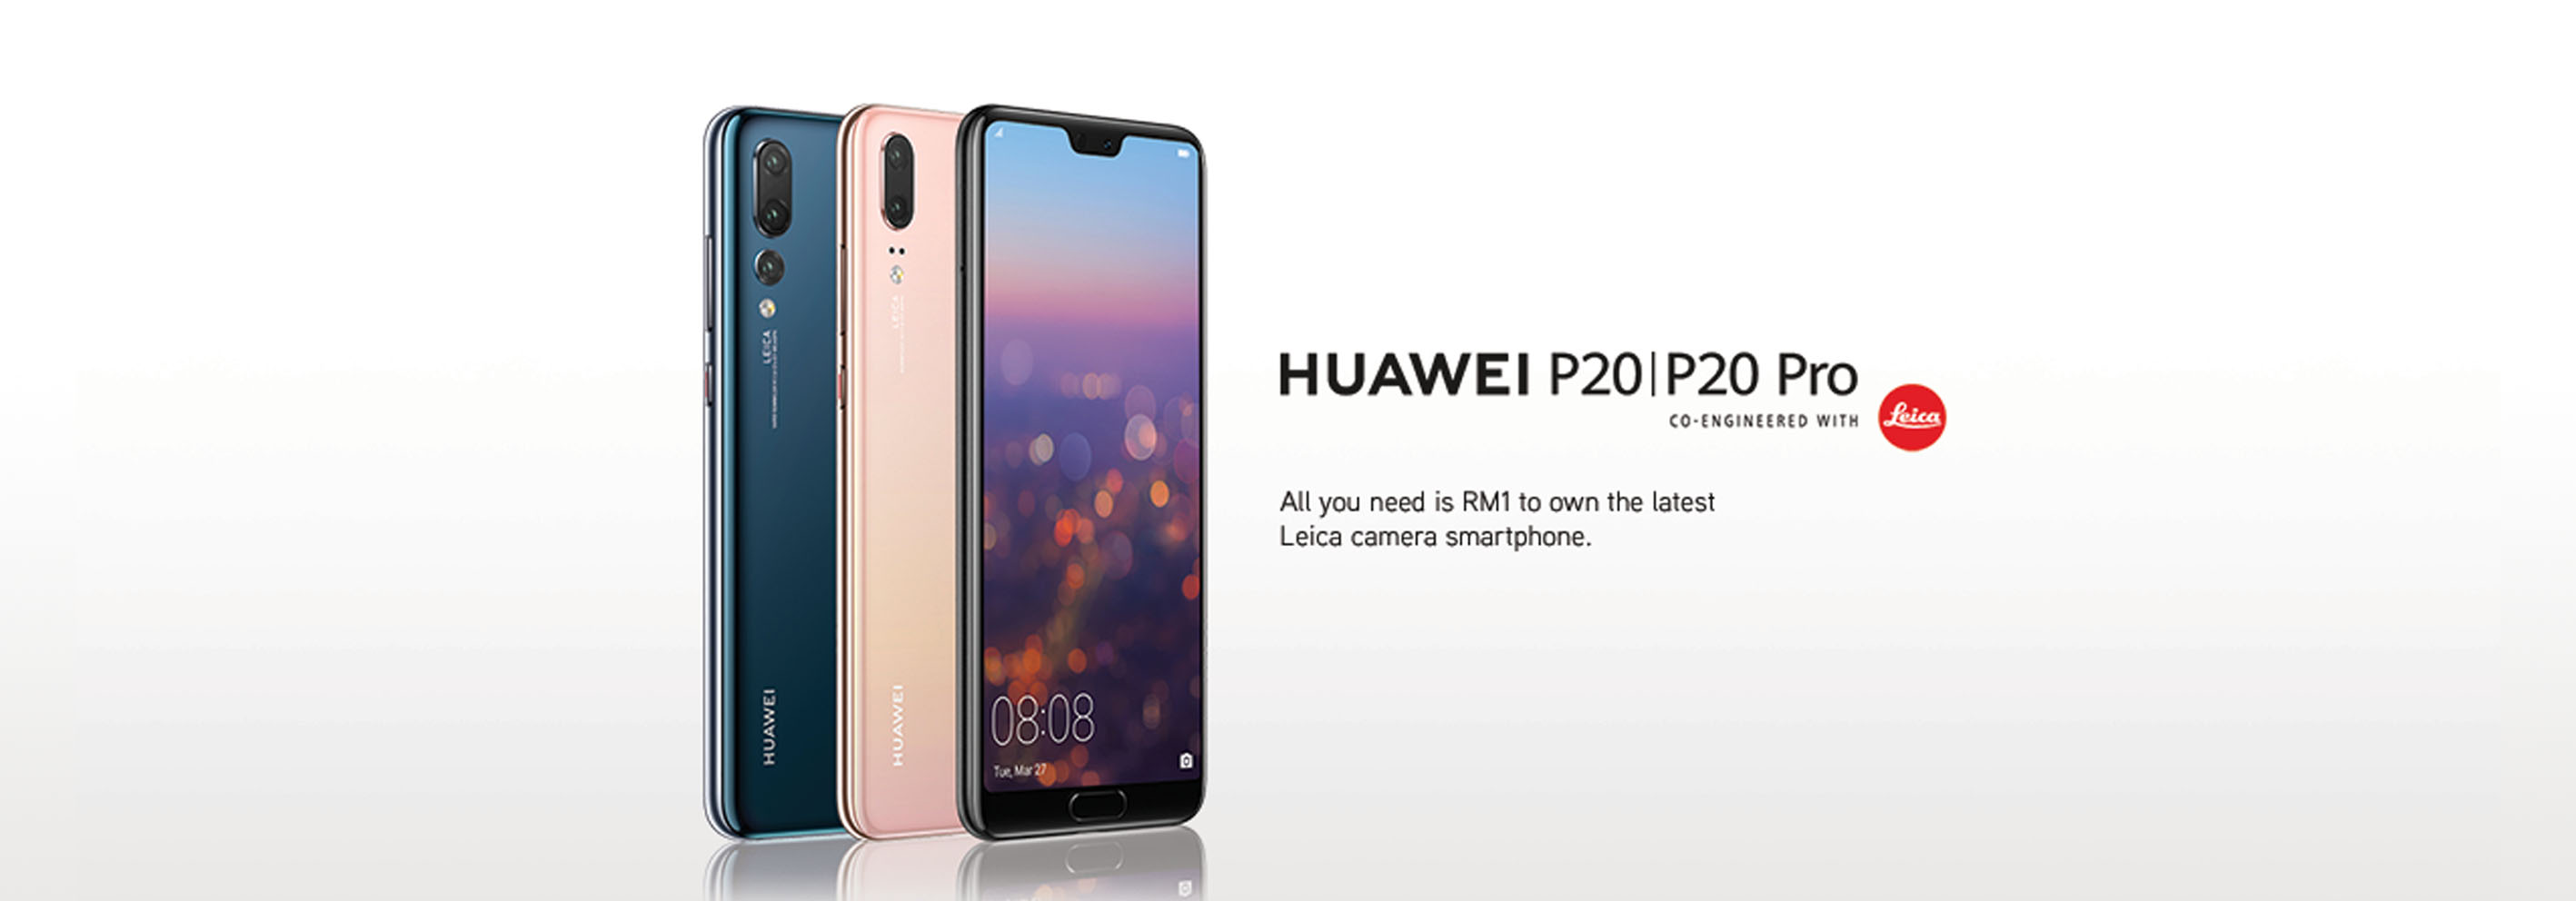 LEICA
HUAWEI
LEICA
HUAWEI
08:08
Tue, Mar 27
HUAWEI P20|P20 Pro
CO-ENGINEERED WITH Leica
All you need is RM1 to own the latest
Leica camera smartphone.